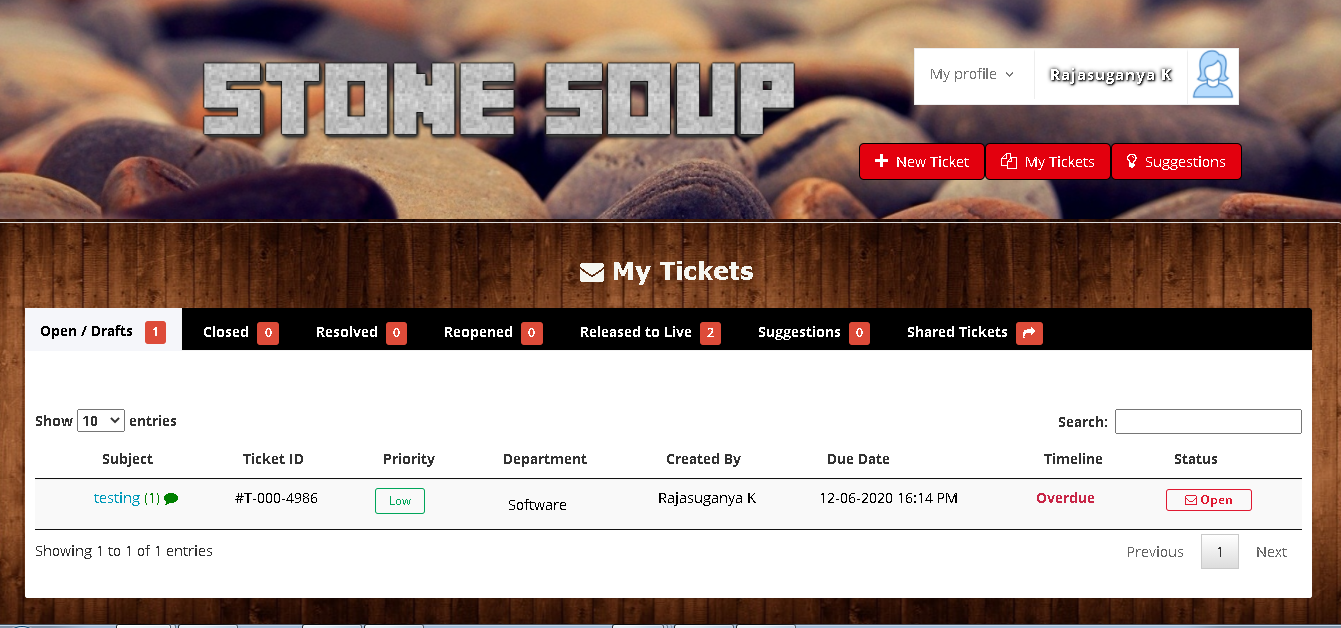 STONE SOUP
My profile
Rajasuganya K
New Ticket My Tickets Suggestions
My Tickets
Open / Drafts 1 Closed 0 Resolved 0 Reopened 0 Released to Live 2 Suggestions 0 Shared Tickets
Show 10 entries Search:
Subject Ticket ID Priority Department Created By Due Date Timeline Status
testing (1) #T-000-4986 Low Software Rajasuganya K 12-06-2020 16:14 PM Overdue Open
Showing 1 to 1 of 1 entries Previous 1 Next